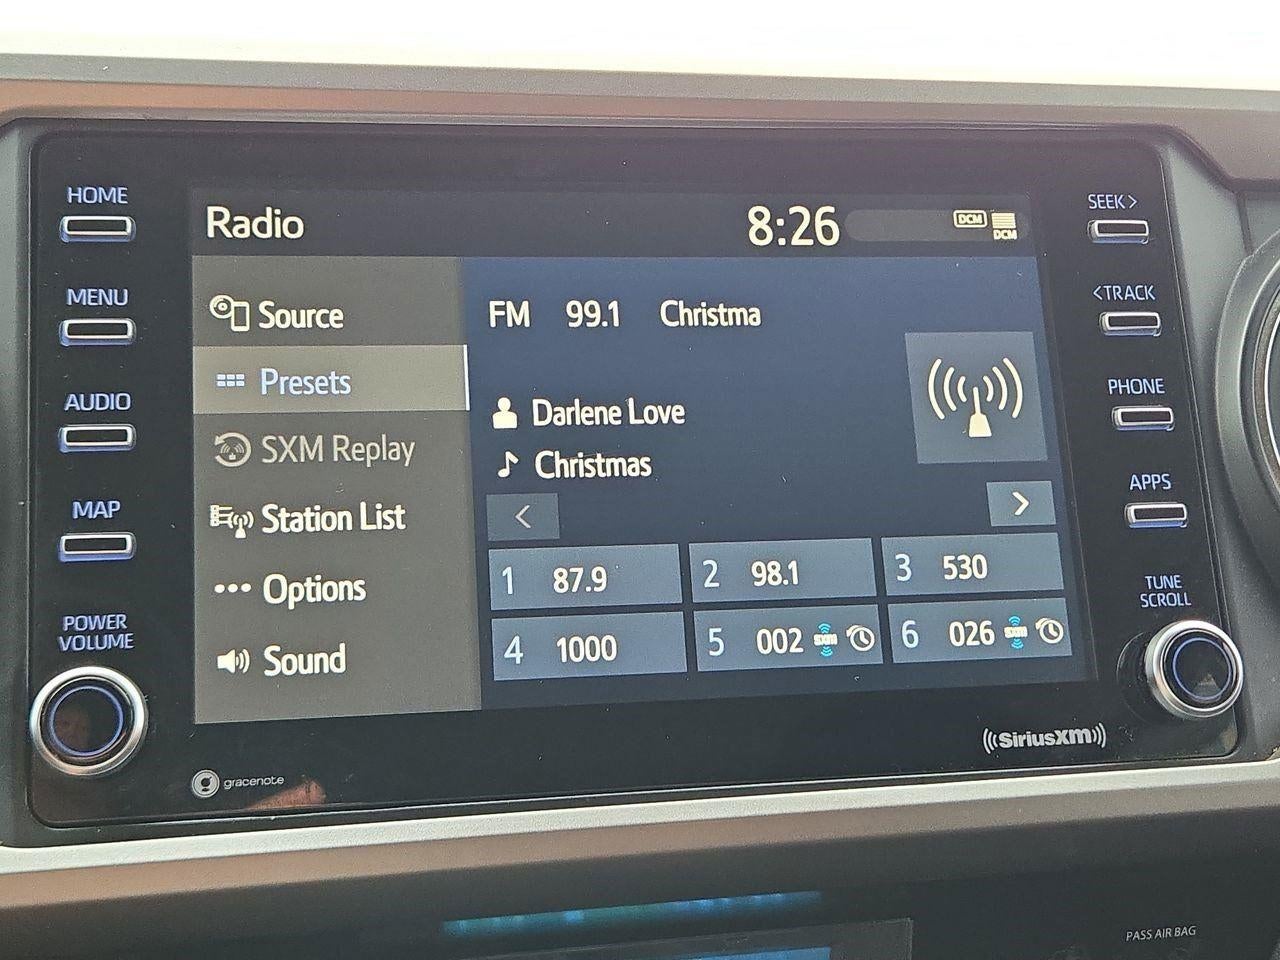 HOME
MENU
AUDIO
MAP
POWER
VOLUME
Radio
8:26
DCM
DCM
Source
Presets
SXM Replay
Station List
Options
Sound
FM 99.1 Christma
Darlene Love
Christmas
<
>
1 87.9
2 98.1
3 530
4 1000
5 002 SXM
6 026 SXM
SEEK>
<TRACK
PHONE
APPS
TUNE
SCROLL
gracenote
((SiriusXM))
PASS AIR BAG